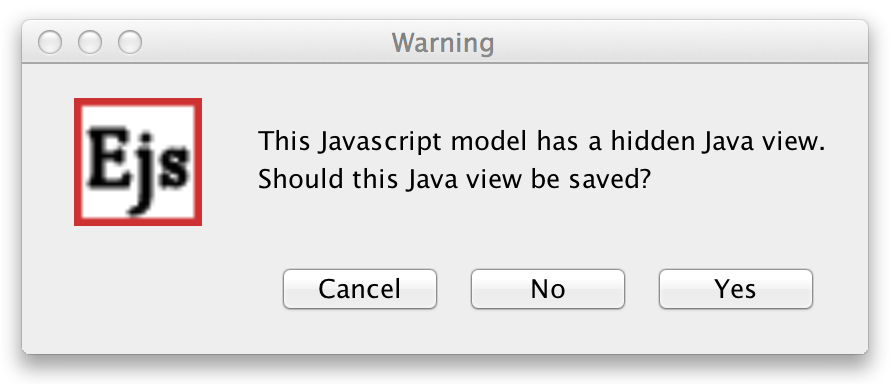 Warning
Ejs
This Javascript model has a hidden Java view.
Should this Java view be saved?
Cancel No Yes